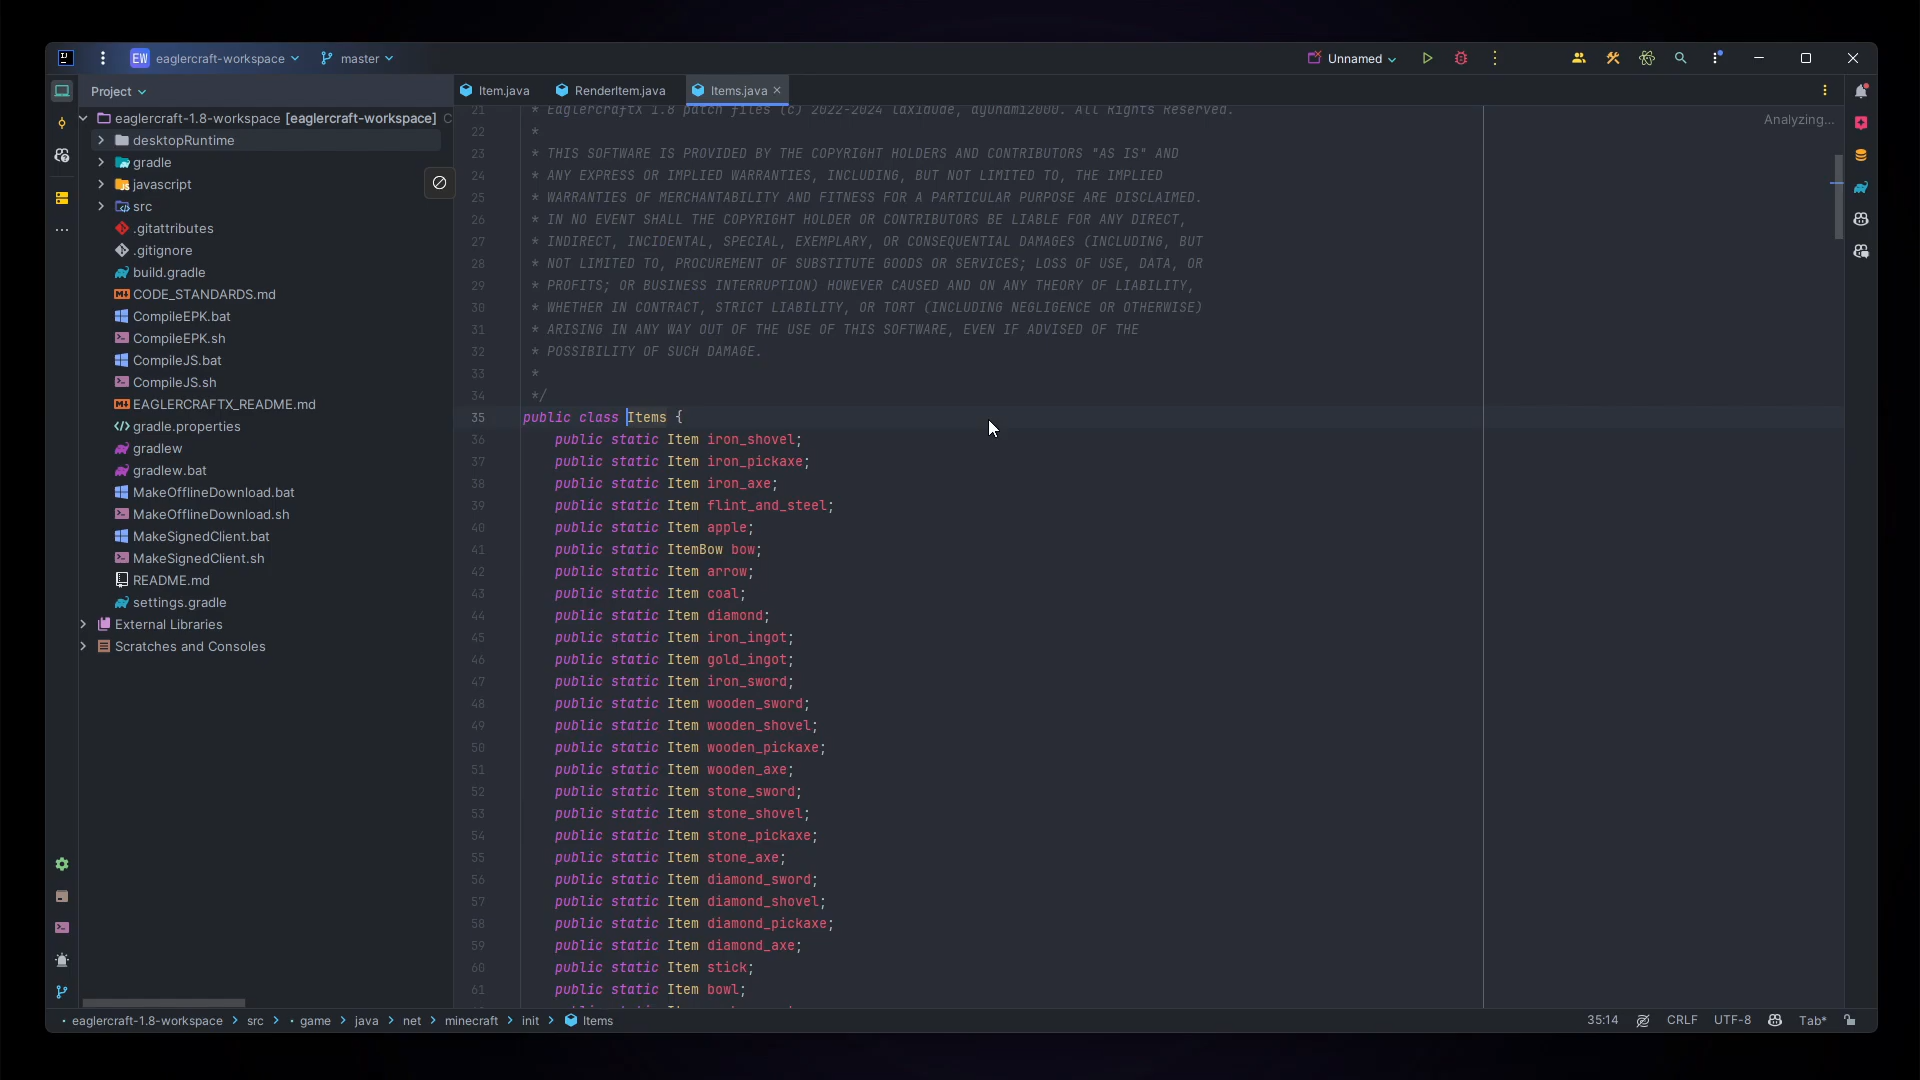 EW eaglercraft-workspace
master
Unnamed
Project
Item.java
RenderItem.java
Items.java
Analyzing...
eaglercraft-1.8-workspace [eaglercraft-workspace] C
desktopRuntime
gradle
javascript
src
.gitattributes
.gitignore
build.gradle
CODE_STANDARDS.md
CompileEPK.bat
CompileEPK.sh
CompileJS.bat
CompileJS.sh
EAGLERCRAFTX_README.md
gradle.properties
gradlew
gradlew.bat
MakeOfflineDownload.bat
MakeOfflineDownload.sh
MakeSignedClient.bat
MakeSignedClient.sh
README.md
settings.gradle
External Libraries
Scratches and Consoles
21 * EaglercraftX 1.8 patch files (c) 2022-2024 lax1dude, ayunami2000. All Rights Reserved.
22 *
23 * THIS SOFTWARE IS PROVIDED BY THE COPYRIGHT HOLDERS AND CONTRIBUTORS "AS IS" AND
24 * ANY EXPRESS OR IMPLIED WARRANTIES, INCLUDING, BUT NOT LIMITED TO, THE IMPLIED
25 * WARRANTIES OF MERCHANTABILITY AND FITNESS FOR A PARTICULAR PURPOSE ARE DISCLAIMED.
26 * IN NO EVENT SHALL THE COPYRIGHT HOLDER OR CONTRIBUTORS BE LIABLE FOR ANY DIRECT,
27 * INDIRECT, INCIDENTAL, SPECIAL, EXEMPLARY, OR CONSEQUENTIAL DAMAGES (INCLUDING, BUT
28 * NOT LIMITED TO, PROCUREMENT OF SUBSTITUTE GOODS OR SERVICES; LOSS OF USE, DATA, OR
29 * PROFITS; OR BUSINESS INTERRUPTION) HOWEVER CAUSED AND ON ANY THEORY OF LIABILITY,
30 * WHETHER IN CONTRACT, STRICT LIABILITY, OR TORT (INCLUDING NEGLIGENCE OR OTHERWISE)
31 * ARISING IN ANY WAY OUT OF THE USE OF THIS SOFTWARE, EVEN IF ADVISED OF THE
32 * POSSIBILITY OF SUCH DAMAGE.
33 *
34 */
35 public class Items {
36 public static Item iron_shovel;
37 public static Item iron_pickaxe;
38 public static Item iron_axe;
39 public static Item flint_and_steel;
40 public static Item apple;
41 public static ItemBow bow;
42 public static Item arrow;
43 public static Item coal;
44 public static Item diamond;
45 public static Item iron_ingot;
46 public static Item gold_ingot;
47 public static Item iron_sword;
48 public static Item wooden_sword;
49 public static Item wooden_shovel;
50 public static Item wooden_pickaxe;
51 public static Item wooden_axe;
52 public static Item stone_sword;
53 public static Item stone_shovel;
54 public static Item stone_pickaxe;
55 public static Item stone_axe;
56 public static Item diamond_sword;
57 public static Item diamond_shovel;
58 public static Item diamond_pickaxe;
59 public static Item diamond_axe;
60 public static Item stick;
61 public static Item bowl;
eaglercraft-1.8-workspace > src > game > java > net > minecraft > init > Items
35:14 CRLF UTF-8 Tab*